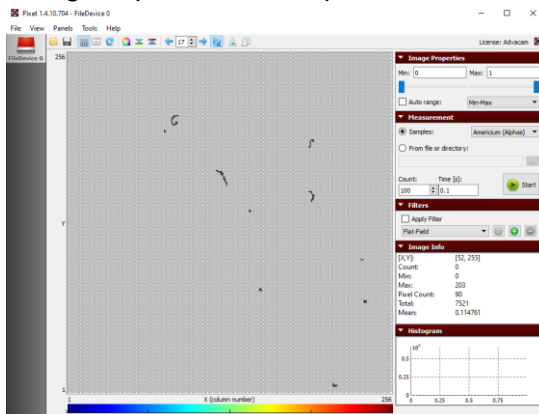 Pixet 1.4.10.704 - FileDevice 0
File View Panels Tools Help
17
License: Advacam
FileDevice 0
256
Y
1
1
X (column number)
256
Image Properties
Min: 0 Max: 1
Auto range: Min-Max
Measurement
Samples: Americium (Alphas)
From file or directory:
...
Count: Time [s]:
100 0.1 Start
Filters
Apply Filter
Flat-Field
Image Info
[X,Y]: [52, 255]
Count: 0
Min: 0
Max: 203
Pixel Count: 90
Total: 7521
Mean: 0.114761
Histogram
0.5
0.25
0
0 0.25 0.5 0.75